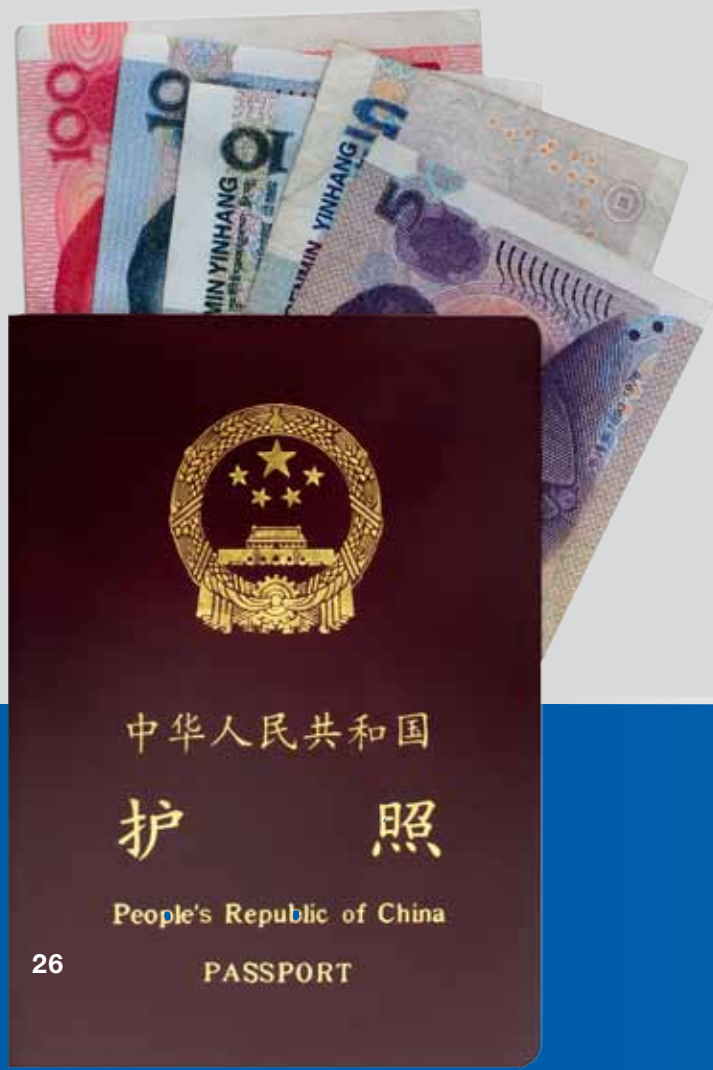 100
10
10
MIN YINHANG
5
YINHANG
5
中华人民共和国
护 照
People's Republic of China
PASSPORT
26